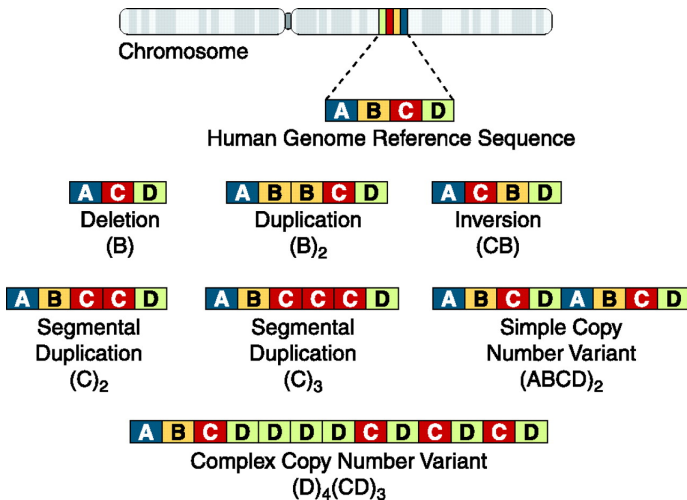 Chromosome
A B C D
Human Genome Reference Sequence
A C D
Deletion
(B)
A B B C D
Duplication
(B)₂
A C B D
Inversion
(CB)
A B C C D
Segmental
Duplication
(C)₂
A B C C C D
Segmental
Duplication
(C)₃
A B C D A B C D
Simple Copy
Number Variant
(ABCD)₂
A B C D D D D C D C D C D
Complex Copy Number Variant
(D)₄(CD)₃